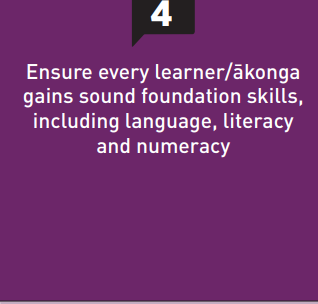 4
Ensure every learner/ākonga
gains sound foundation skills,
including language, literacy
and numeracy